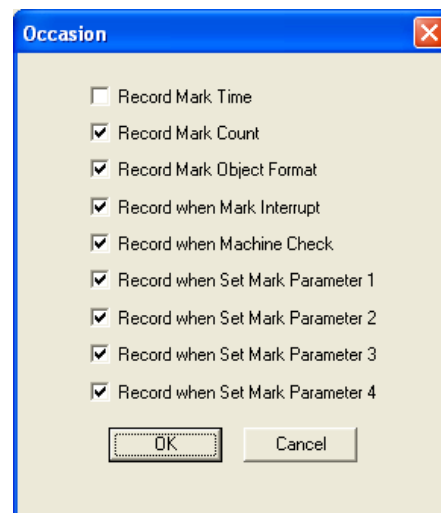 Occasion
Record Mark Time
Record Mark Count
Record Mark Object Format
Record when Mark Interrupt
Record when Machine Check
Record when Set Mark Parameter 1
Record when Set Mark Parameter 2
Record when Set Mark Parameter 3
Record when Set Mark Parameter 4
OK Cancel